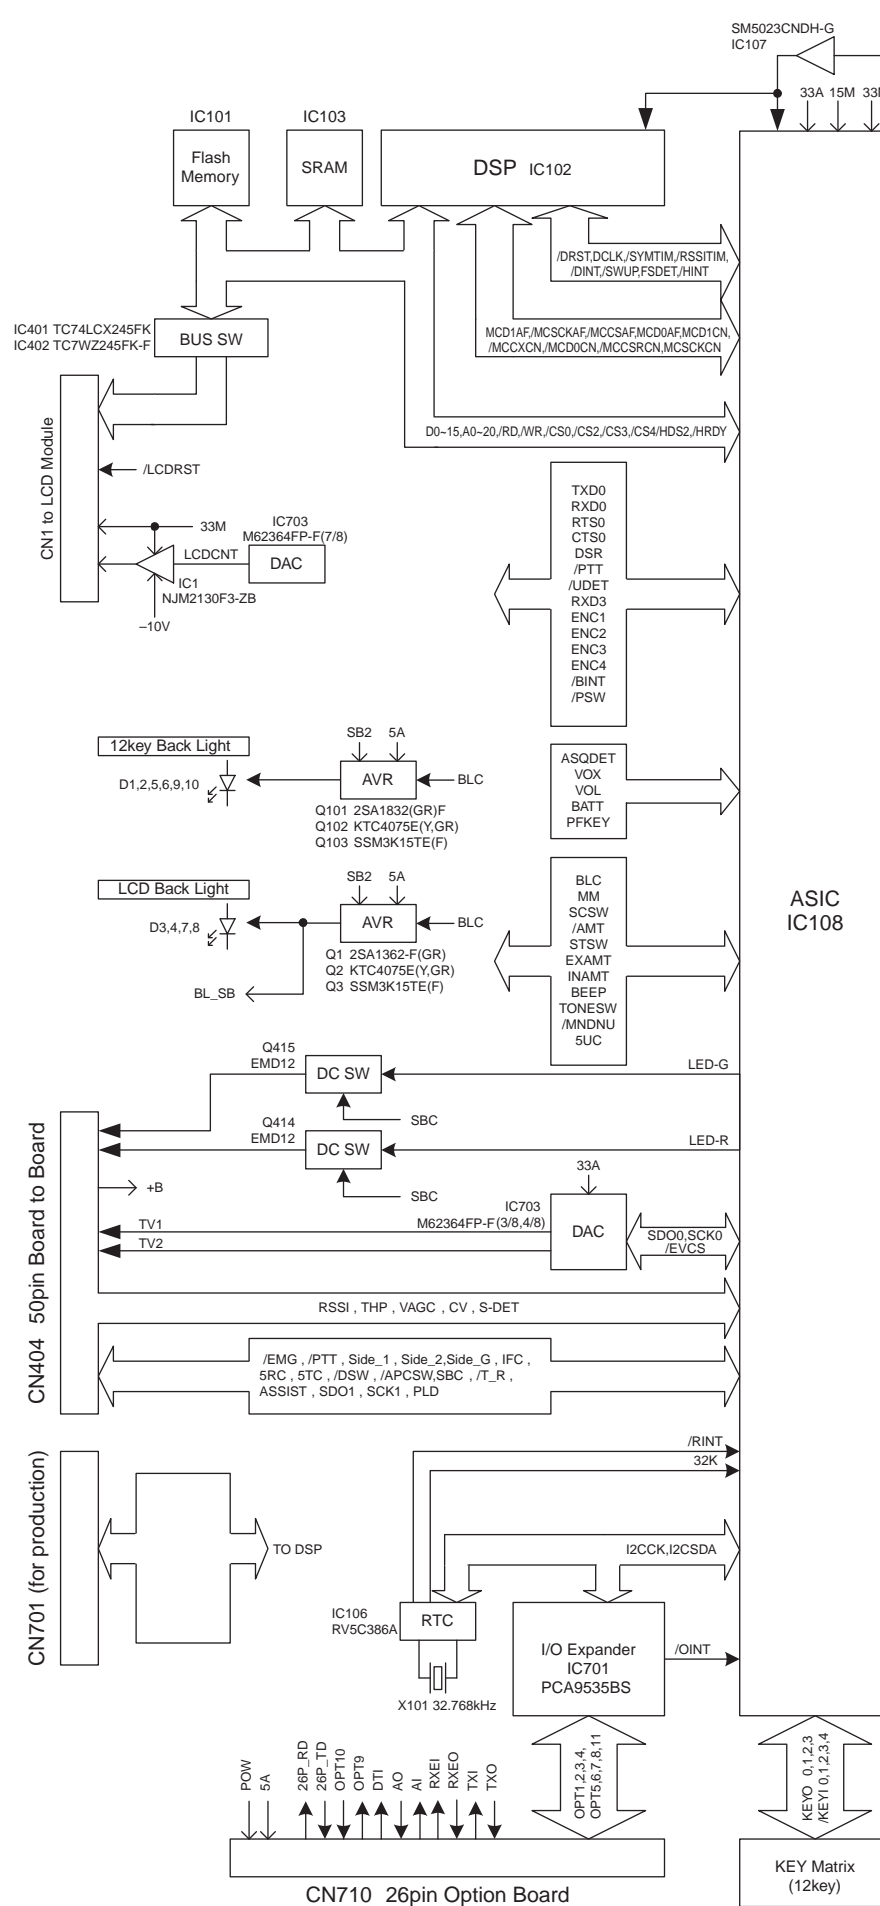 SM5023CNDH-G
IC107
33A 15M
IC101
IC103
Flash
Memory
SRAM
DSP IC102
/DRST,DCLK,/SYMTIM,/RSSITIM,
/DINT,/SWUP,FSDET,/HINT
IC401 TC74LCX245FK
IC402 TC7WZ245FK-F
BUS SW
MCD1AF,/MCSCKAF,/MCCSAF,MCD0AF,MCD1CN,
/MCCXCN,/MCD0CN,/MCCSRCN,MCSCKCN
D0~15,A0~20,/RD,/WR,/CS0,/CS2,/CS3,/CS4/HDS2,/HRDY
CN1 to LCD Module
/LCDRST
33M
IC703
M62364FP-F(7/8)
LCDCNT
DAC
IC1
NJM2130F3-ZB
–10V
TXD0
RXD0
RTS0
CTS0
DSR
/PTT
/UDET
RXD3
ENC1
ENC2
ENC3
ENC4
/BINT
/PSW
12key Back Light
D1,2,5,6,9,10
SB2 5A
AVR
BLC
Q101 2SA1832(GR)F
Q102 KTC4075E(Y,GR)
Q103 SSM3K15TE(F)
ASQDET
VOX
VOL
BATT
PFKEY
LCD Back Light
D3,4,7,8
SB2 5A
AVR
BLC
Q1 2SA1362-F(GR)
Q2 KTC4075E(Y,GR)
Q3 SSM3K15TE(F)
BL_SB
BLC
MM
SCSW
/AMT
STSW
EXAMT
INAMT
BEEP
TONESW
/MNDNU
5UC
ASIC
IC108
Q415
EMD12
DC SW
LED-G
SBC
Q414
EMD12
DC SW
LED-R
SBC
CN404 50pin Board to Board
+B
33A
IC703
M62364FP-F(3/8,4/8)
DAC
TV1
TV2
SDO0,SCK0
/EVCS
RSSI , THP , VAGC , CV , S-DET
/EMG , /PTT , Side_1 , Side_2,Side_G , IFC ,
5RC , 5TC , /DSW , /APCSW,SBC , /T_R ,
ASSIST , SDO1 , SCK1 , PLD
CN701 (for production)
TO DSP
/RINT
32K
I2CCK,I2CSDA
IC106
RV5C386A
RTC
X101 32.768kHz
I/O Expander
IC701
PCA9535BS
/OINT
POW
5A
26P_RD
26P_TD
OPT10
OPT9
DTI
AO
AI
RXEI
RXEO
TXI
TXO
OPT1,2,3,4,
OPT5,6,7,8,11
KEYO 0,1,2,3
/KEYI 0,1,2,3,4
CN710 26pin Option Board
KEY Matrix
(12key)